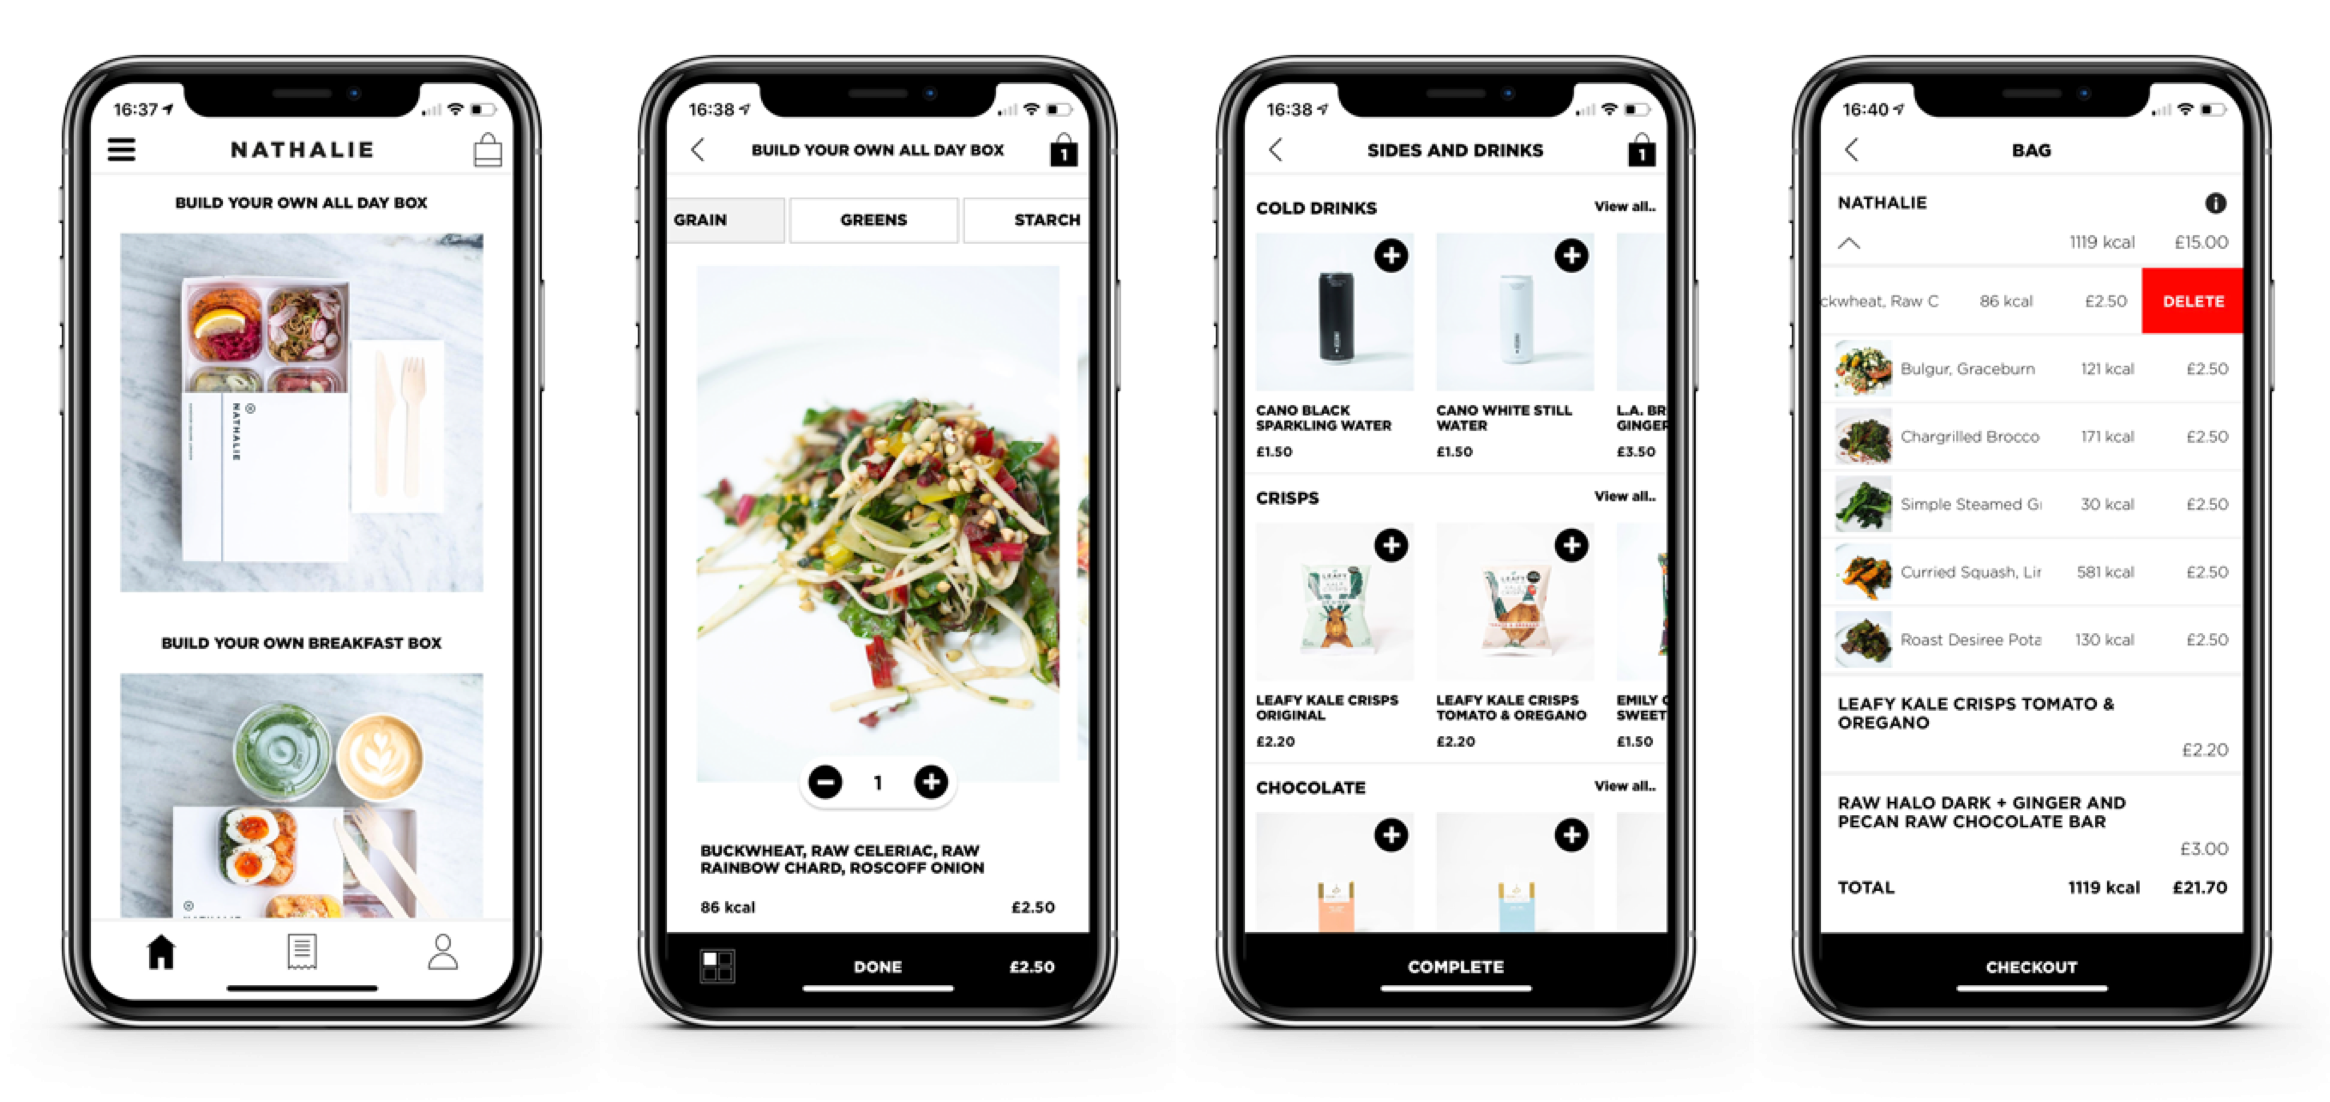 16:37
NATHALIE
BUILD YOUR OWN ALL DAY BOX
NATHALIE
BUILD YOUR OWN BREAKFAST BOX
16:38
BUILD YOUR OWN ALL DAY BOX
1
GRAIN
GREENS
STARCH
1
BUCKWHEAT, RAW CELERIAC, RAW
RAINBOW CHARD, ROSCOFF ONION
86 kcal
£2.50
DONE
£2.50
16:38
SIDES AND DRINKS
1
COLD DRINKS
View all..
CANO BLACK
SPARKLING WATER
£1.50
CANO WHITE STILL
WATER
£1.50
L.A. BR
GINGER
£3.50
CRISPS
View all..
LEAFY
LEAFY
LEAFY KALE CRISPS
ORIGINAL
£2.20
LEAFY KALE CRISPS
TOMATO & OREGANO
£2.20
EMILY C
SWEET
£1.50
CHOCOLATE
View all..
COMPLETE
16:40
BAG
NATHALIE
1119 kcal
£15.00
ckwheat, Raw C
86 kcal
£2.50
DELETE
Bulgur, Graceburn
121 kcal
£2.50
Chargrilled Brocco
171 kcal
£2.50
Simple Steamed Gr
30 kcal
£2.50
Curried Squash, Lir
581 kcal
£2.50
Roast Desiree Pota
130 kcal
£2.50
LEAFY KALE CRISPS TOMATO &
OREGANO
£2.20
RAW HALO DARK + GINGER AND
PECAN RAW CHOCOLATE BAR
£3.00
TOTAL
1119 kcal
£21.70
CHECKOUT